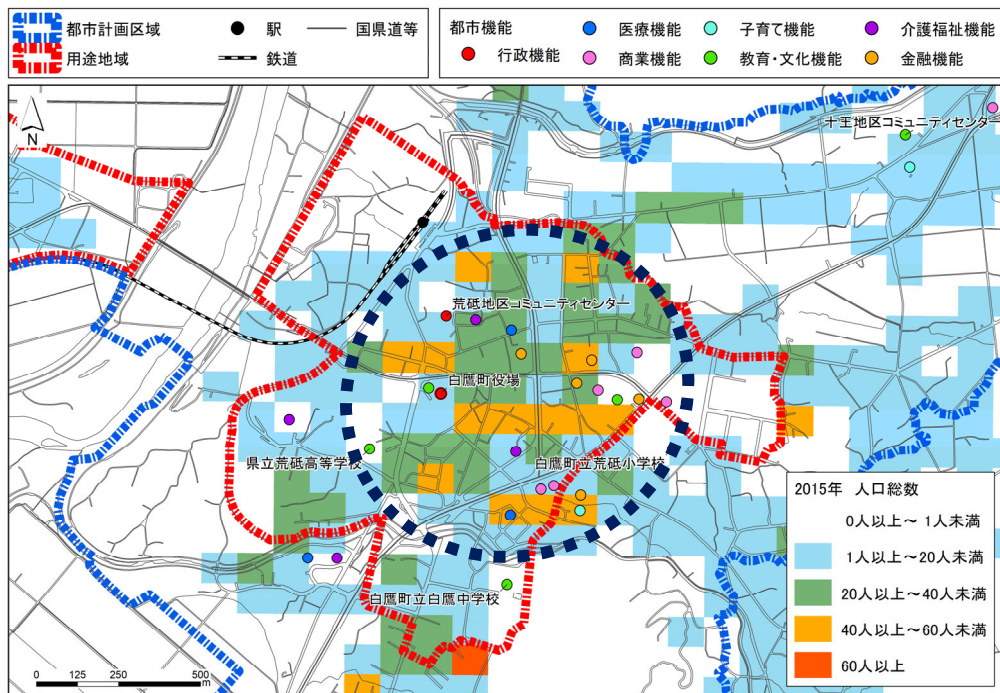 都市計画区域
用途地域
駅
国県道等
鉄道
都市機能
行政機能
医療機能
商業機能
子育て機能
教育・文化機能
介護福祉機能
金融機能
N
十王地区コミュニティセンター
荒砥地区コミュニティセンター
白鷹町役場
県立荒砥高等学校
白鷹町立荒砥小学校
白鷹町立白鷹中学校
2015年 人口総数
0人以上～ 1人未満
1人以上～20人未満
20人以上～40人未満
40人以上～60人未満
60人以上
0 125 250 500
m